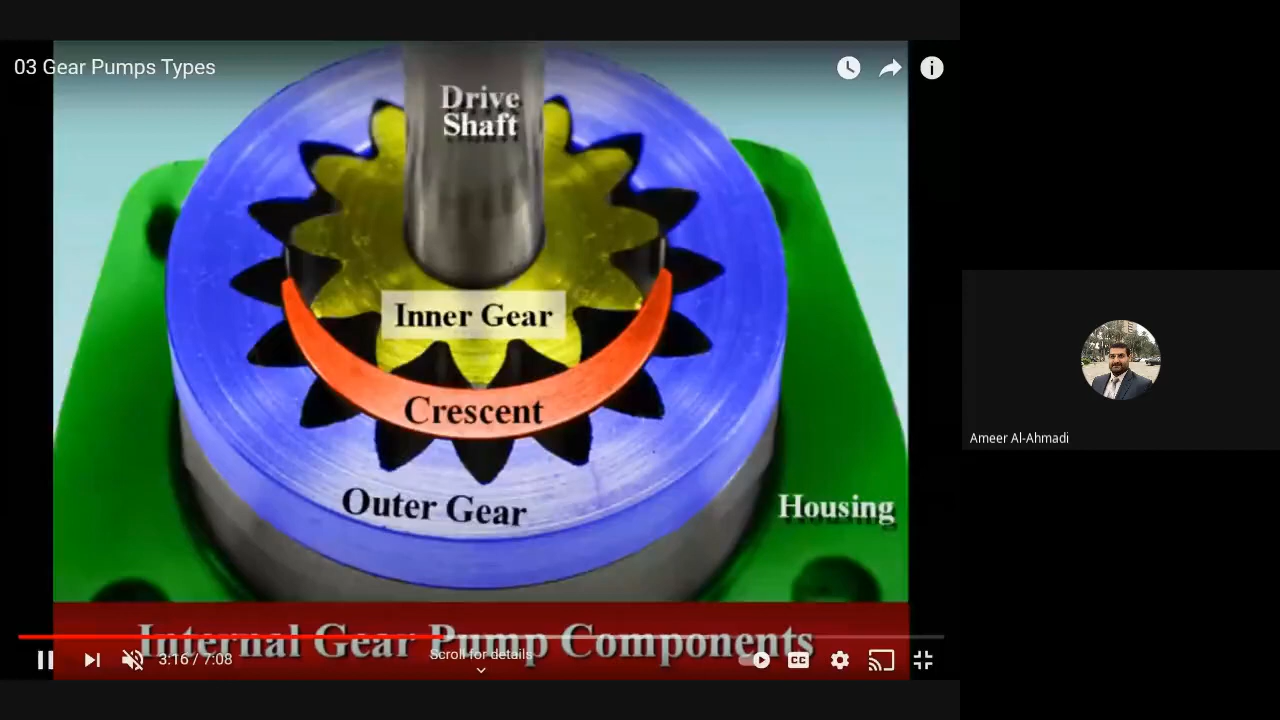 03 Gear Pumps Types
Drive
Shaft
Inner Gear
Crescent
Outer Gear
Housing
Internal Gear Pump Components
3:16 / 7:08
Scroll for details
CC
Ameer Al-Ahmadi